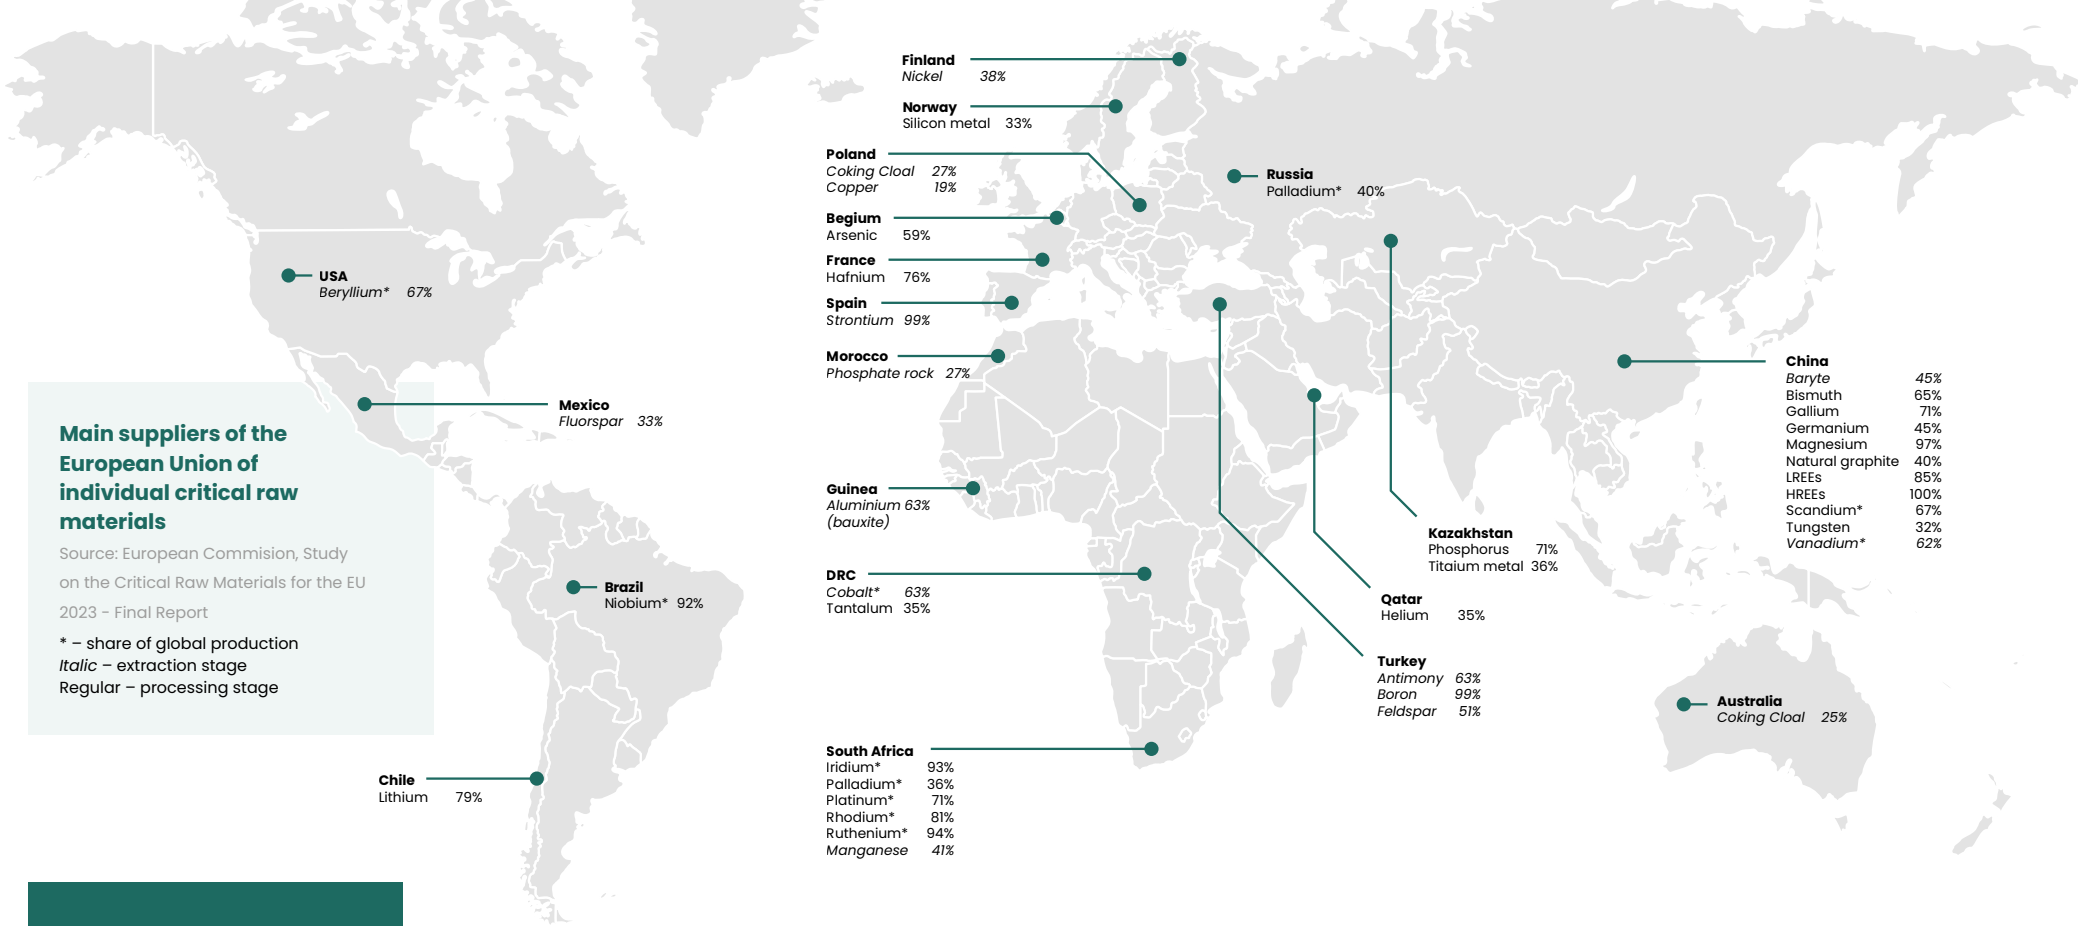 Finland
Nickel 38%
Norway
Silicon metal 33%
Poland
Coking Cloal 27%
Copper 19%
Begium
Arsenic 59%
France
Hafnium 76%
Spain
Strontium 99%
Morocco
Phosphate rock 27%
Guinea
Aluminium 63%
(bauxite)
DRC
Cobalt* 63%
Tantalum 35%
South Africa
Iridium* 93%
Palladium* 36%
Platinum* 71%
Rhodium* 81%
Ruthenium* 94%
Manganese 41%
Russia
Palladium* 40%
USA
Beryllium* 67%
Mexico
Fluorspar 33%
Main suppliers of the
European Union of
individual critical raw
materials
Source: European Commision, Study
on the Critical Raw Materials for the EU
2023 - Final Report
* – share of global production
Italic – extraction stage
Regular – processing stage
Brazil
Niobium* 92%
Chile
Lithium 79%
China
Baryte 45%
Bismuth 65%
Gallium 71%
Germanium 45%
Magnesium 97%
Natural graphite 40%
LREEs 85%
HREEs 100%
Scandium* 67%
Tungsten 32%
Vanadium* 62%
Kazakhstan
Phosphorus 71%
Titaium metal 36%
Qatar
Helium 35%
Turkey
Antimony 63%
Boron 99%
Feldspar 51%
Australia
Coking Cloal 25%